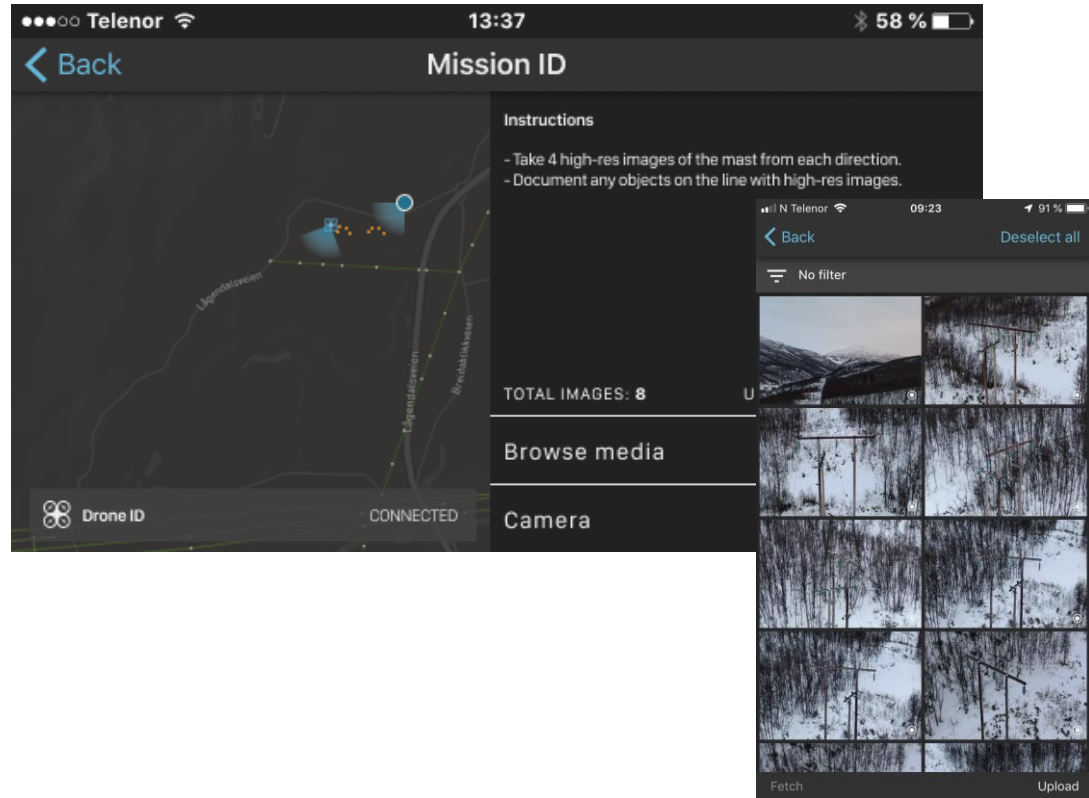 Telenor
13:37
58 %
Back
Mission ID
Instructions
- Take 4 high-res images of the mast from each direction.
- Document any objects on the line with high-res images.
Lågendalsveien
Lågendalsveien
Breidablikkveien
TOTAL IMAGES: 8
U
Browse media
Camera
Drone ID
CONNECTED
N Telenor
09:23
91 %
Back
Deselect all
No filter
Fetch
Upload